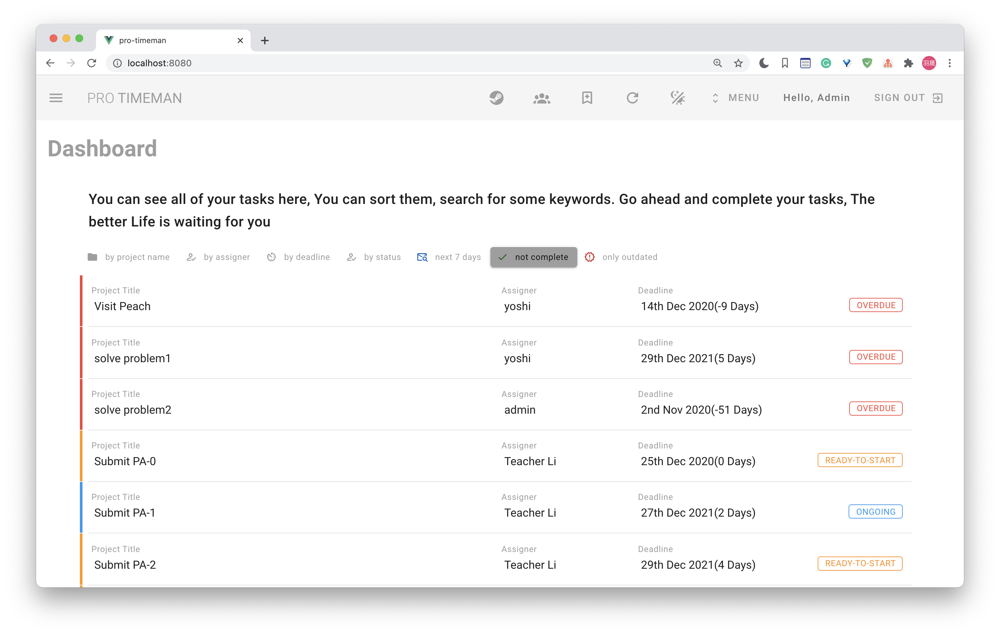 pro-timeman
localhost:8080
羽晟
PRO TIMEMAN
MENU
Hello, Admin
SIGN OUT
Dashboard
You can see all of your tasks here, You can sort them, search for some keywords. Go ahead and complete your tasks, The
better Life is waiting for you
by project name
by assigner
by deadline
by status
next 7 days
not complete
only outdated
Project Title
Assigner
Deadline
Visit Peach
yoshi
14th Dec 2020(-9 Days)
OVERDUE
Project Title
Assigner
Deadline
solve problem1
yoshi
29th Dec 2021(5 Days)
OVERDUE
Project Title
Assigner
Deadline
solve problem2
admin
2nd Nov 2020(-51 Days)
OVERDUE
Project Title
Assigner
Deadline
Submit PA-0
Teacher Li
25th Dec 2020(0 Days)
READY-TO-START
Project Title
Assigner
Deadline
Submit PA-1
Teacher Li
27th Dec 2021(2 Days)
ONGOING
Project Title
Assigner
Deadline
Submit PA-2
Teacher Li
29th Dec 2021(4 Days)
READY-TO-START